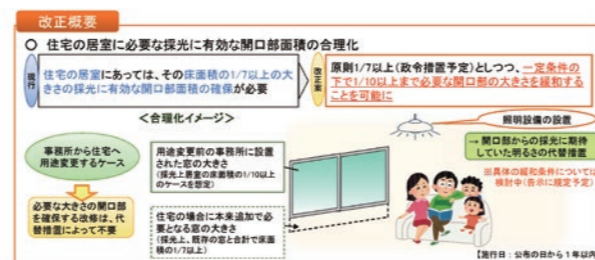 改正概要
○ 住宅の居室に必要な採光に有効な開口部面積の合理化
現行
住宅の居室にあっては、その床面積の1/7以上の大
きさの採光に有効な開口部面積の確保が必要
改正案
原則1/7以上(政令措置予定)としつつ、一定条件の
下で1/10以上まで必要な開口部の大きさを緩和する
ことを可能に
<合理化イメージ>
事務所から住宅へ
用途変更するケース
必要な大きさの開口部
を確保する改修は、代
替措置によって不要
用途変更前の事務所に設置
された窓の大きさ
(採光上居室の床面積の1/10以上
のケースを想定)
住宅の場合に本来追加で必
要となる窓の大きさ
(採光上、既存の窓と合計で床面
積の1/7以上)
照明設備の設置
→ 開口部からの採光に期待
していた明るさの代替措置
※具体の緩和条件については
検討中(告示に規定予定)
【施行日:公布の日から1年以内